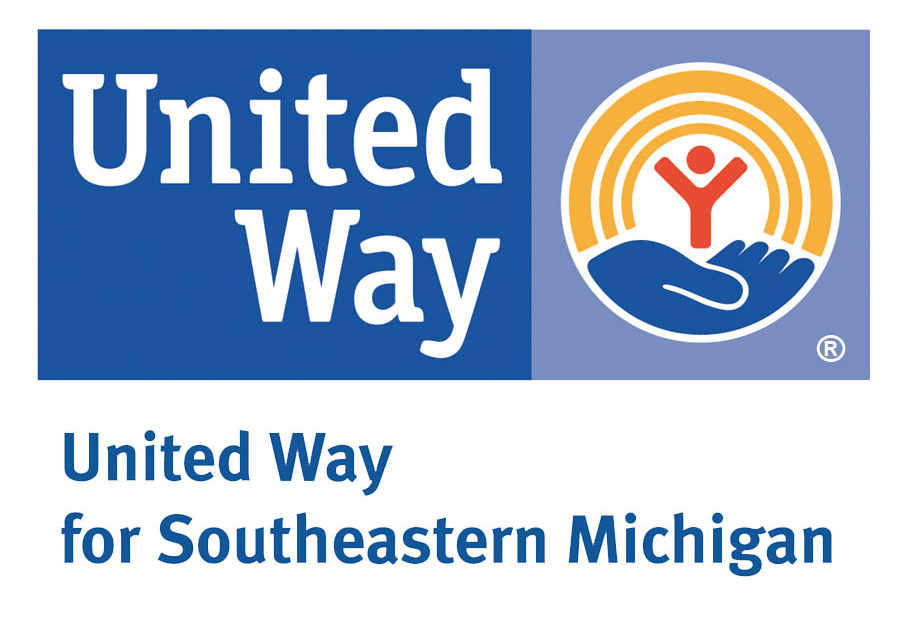 United
Way
®
United Way
for Southeastern Michigan